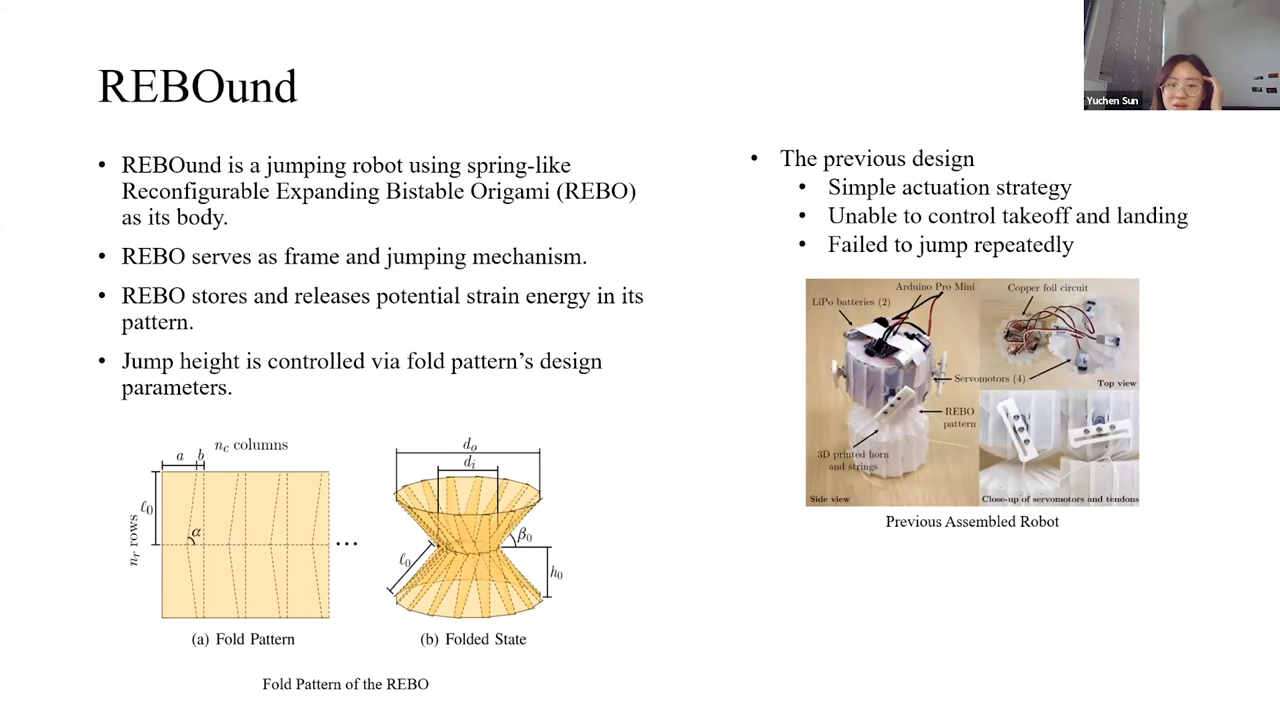 REBOund
Yuchen Sun
• REBOund is a jumping robot using spring-like
Reconfigurable Expanding Bistable Origami (REBO)
as its body.
• REBO serves as frame and jumping mechanism.
• REBO stores and releases potential strain energy in its
pattern.
• Jump height is controlled via fold pattern's design
parameters.
n_c columns
a b
ℓ_0
α
n_r rows
...
(a) Fold Pattern
d_o
d_i
β_0
ℓ_0
h_0
(b) Folded State
Fold Pattern of the REBO
• The previous design
• Simple actuation strategy
• Unable to control takeoff and landing
• Failed to jump repeatedly
Arduino Pro Mini
LiPo batteries (2)
Copper foil circuit
Servomotors (4)
Top view
REBO
pattern
3D printed horn
and strings
Side view
Close-up of servomotors and tendons
Previous Assembled Robot